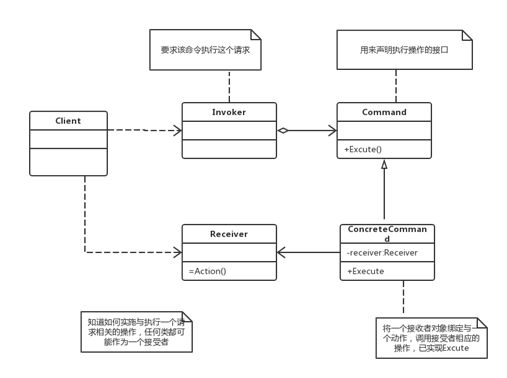 要求该命令执行这个请求
用来声明执行操作的接口
Client
Invoker
Command
+Excute()
Receiver
=Action()
ConcreteComman
d
-receiver:Receiver
+Execute
知道如何实施与执行一个请
求相关的操作，任何类都可
能作为一个接受者
将一个接收者对象绑定与一
个动作，调用接受者相应的
操作，已实现Excute